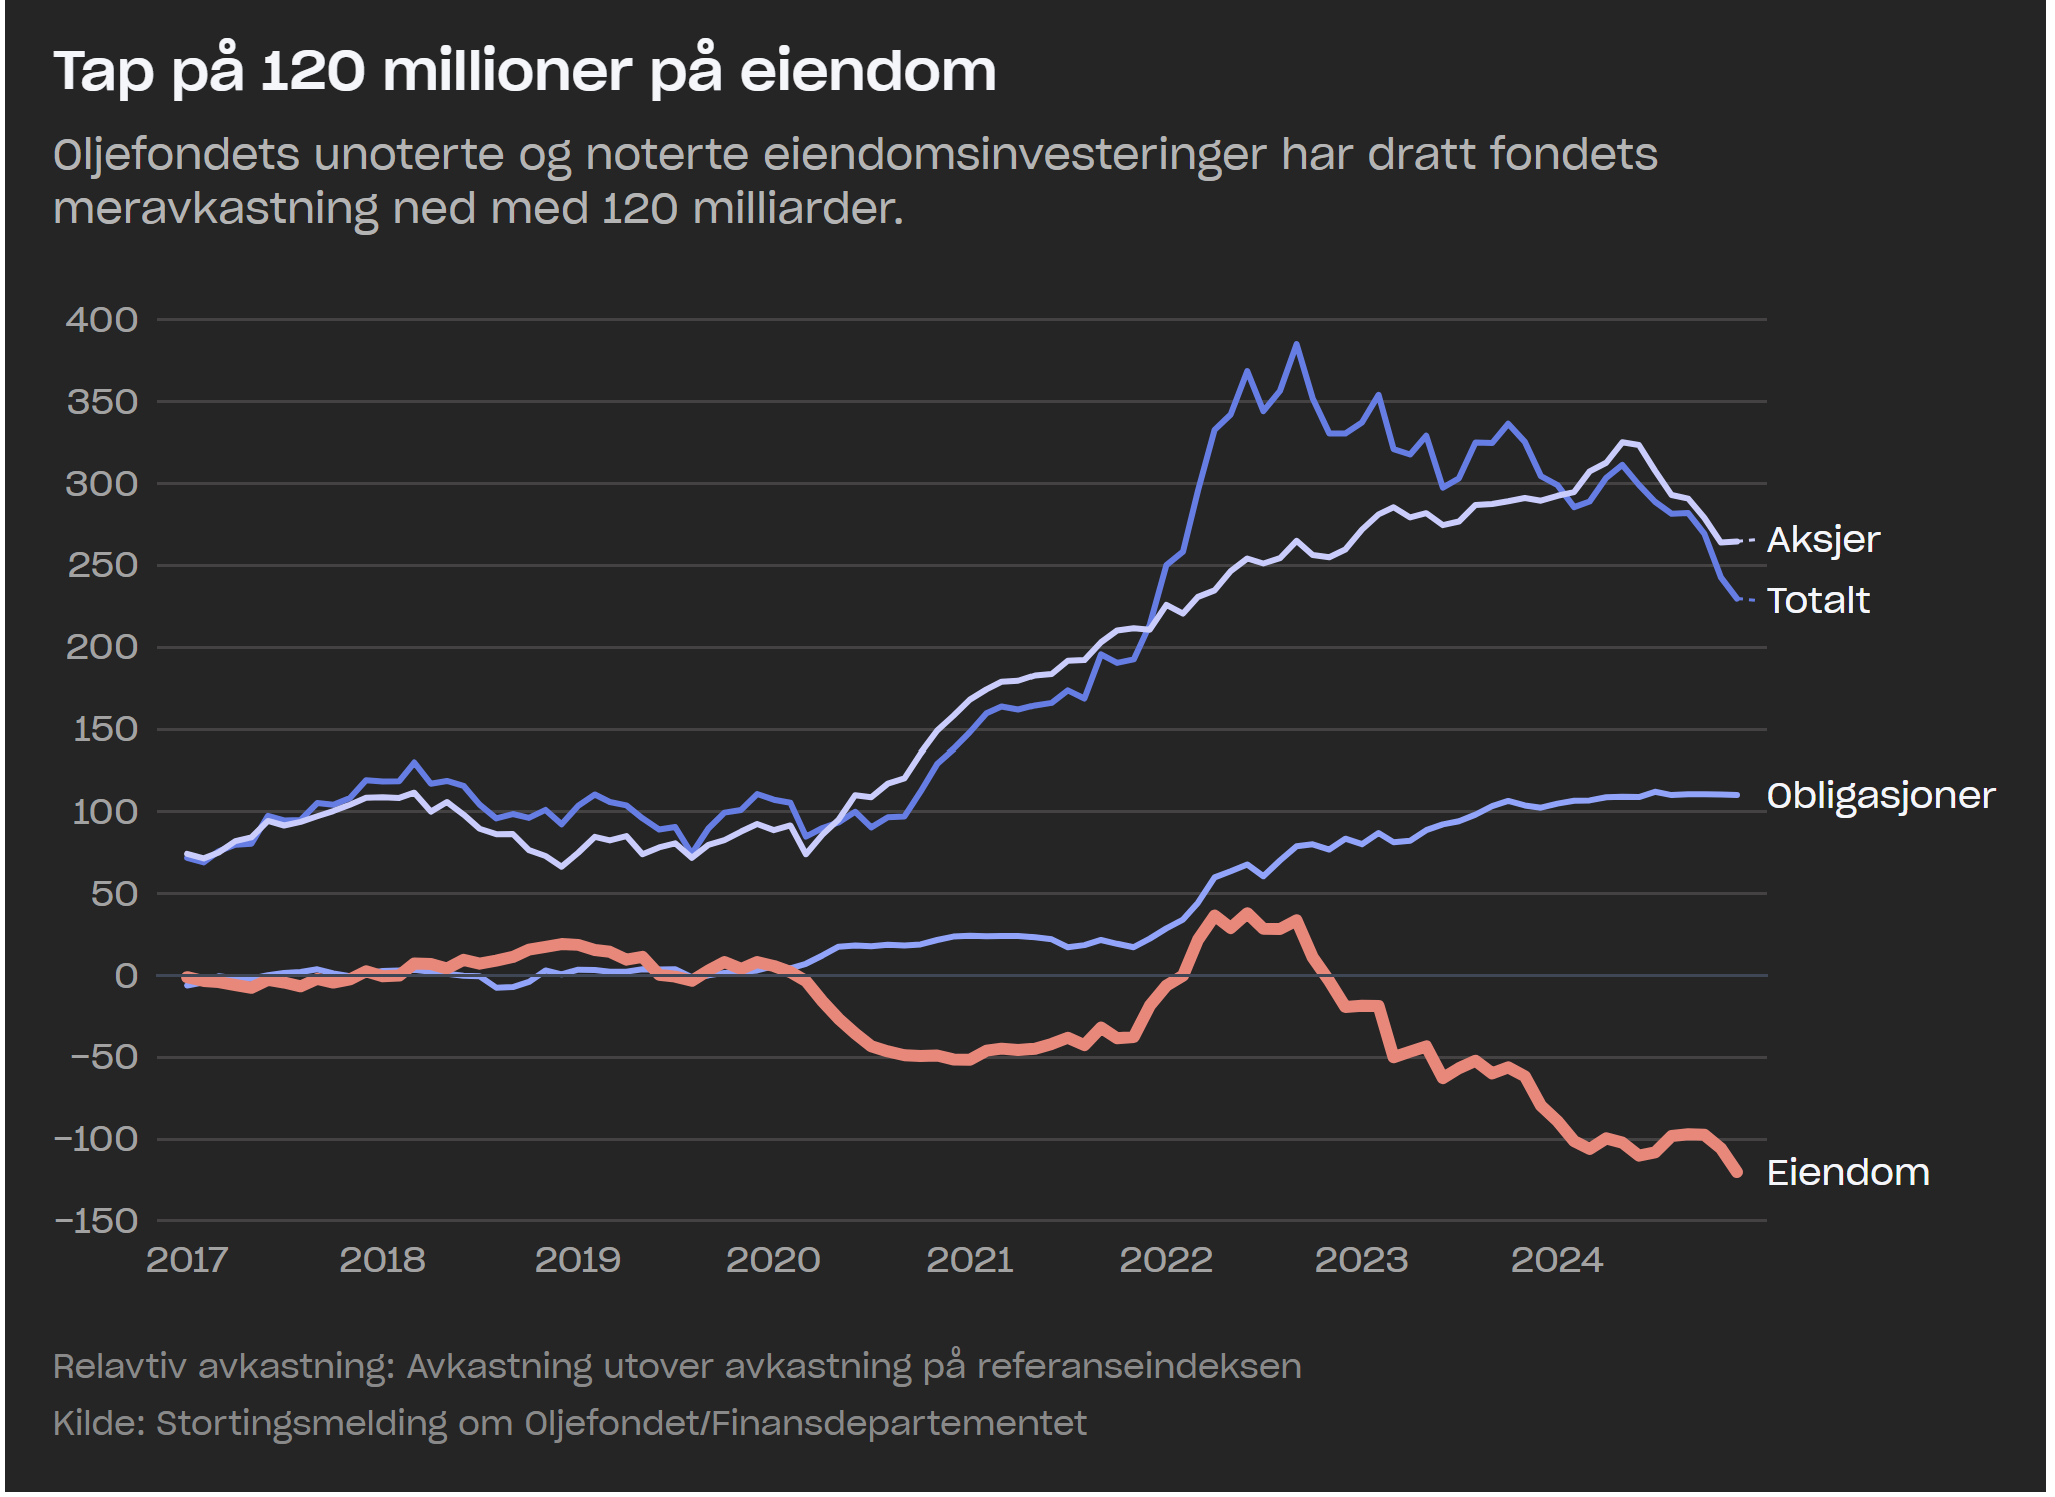 Tap på 120 millioner på eiendom
Oljefondets unoterte og noterte eiendomsinvesteringer har dratt fondets
meravkastning ned med 120 milliarder.
400
350
300
250
200
150
100
50
0
−50
−100
−150
Aksjer
Totalt
Obligasjoner
Eiendom
2017 2018 2019 2020 2021 2022 2023 2024
Relavtiv avkastning: Avkastning utover avkastning på referanseindeksen
Kilde: Stortingsmelding om Oljefondet/Finansdepartementet